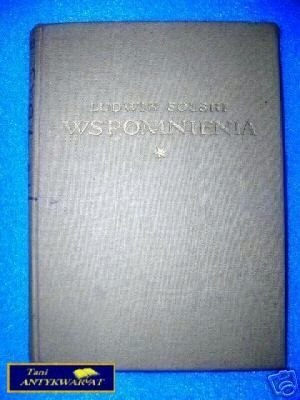 LUDWIK SOLSKI
WSPOMNIENIA
Tani
ANTYKWARIAT